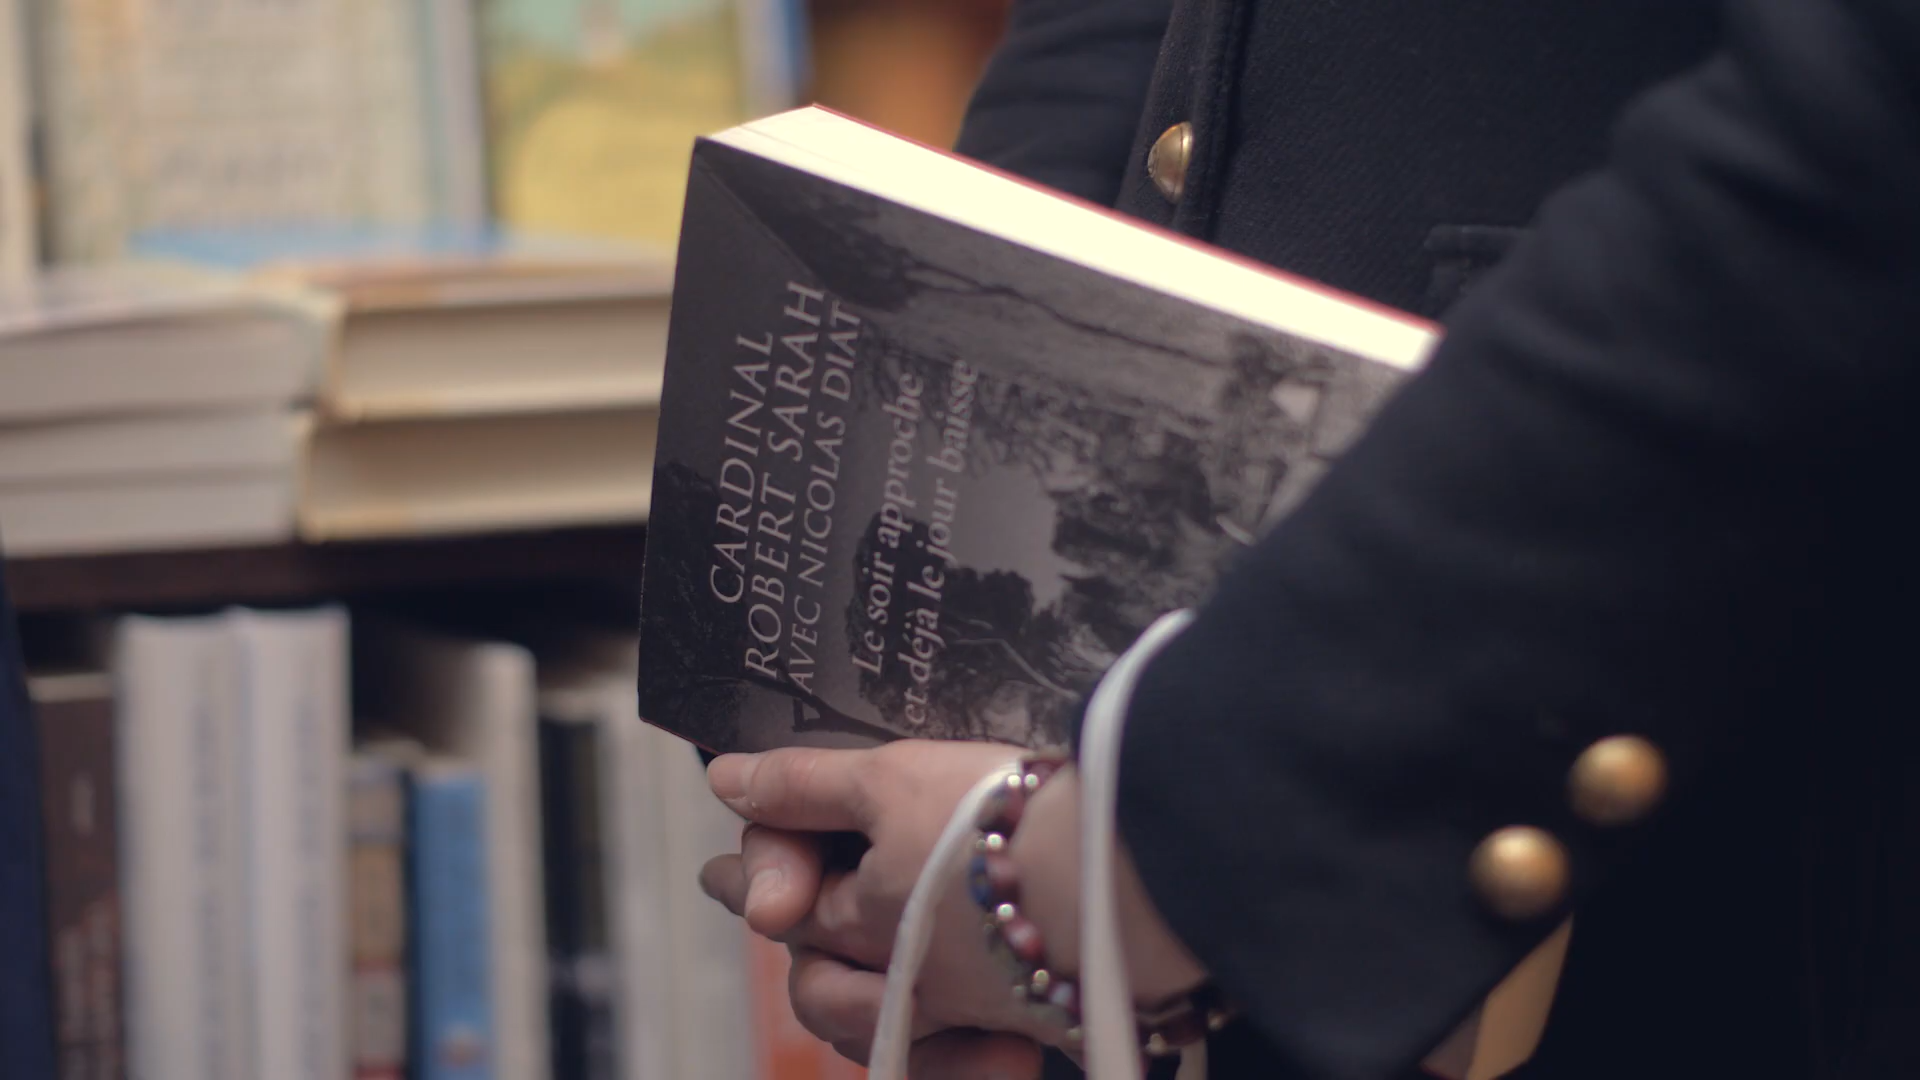 CARDINAL
ROBERT SARAH
AVEC NICOLAS DIAT
Le soir approche
et déjà le jour baisse